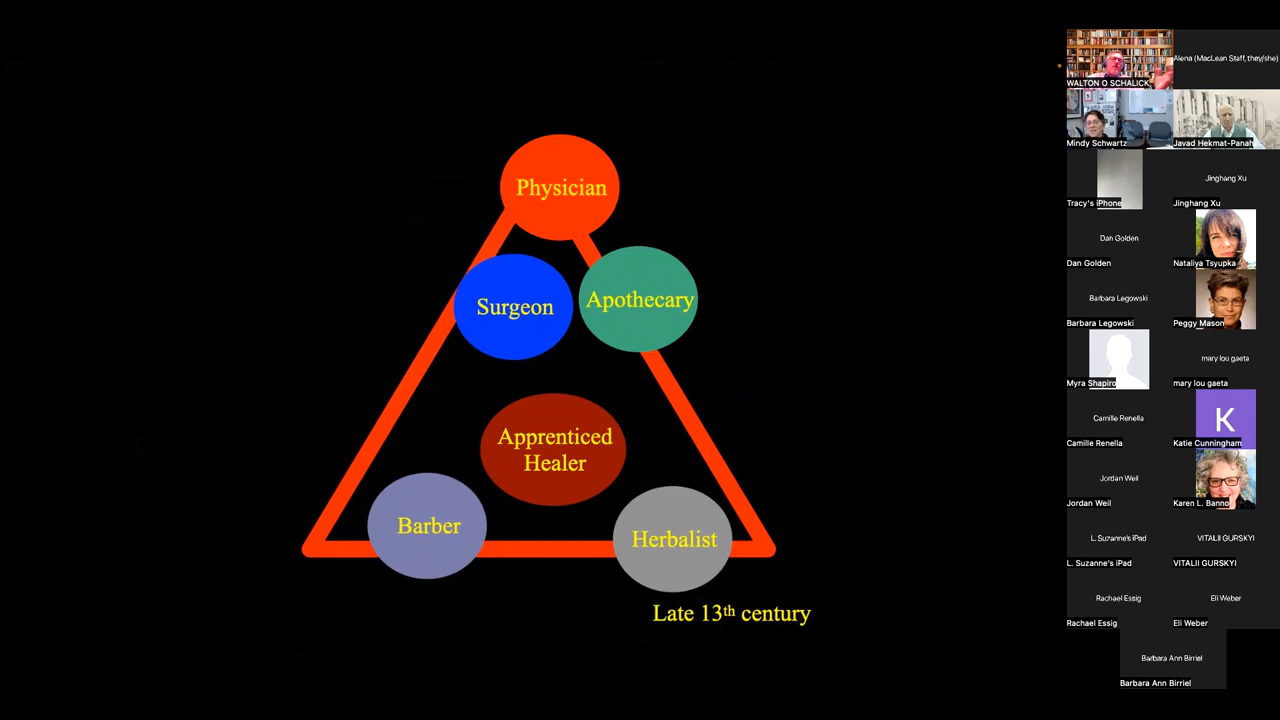 Physician
Surgeon
Apothecary
Apprenticed
Healer
Barber
Herbalist
Late 13th century
WALTON O SCHALICK
Alena (MacLean Staff, they/she)
Mindy Schwartz
Javad Hekmat-Panah
Tracy's iPhone
Jinghang Xu
Jinghang Xu
Dan Golden
Dan Golden
Nataliya Tsyupka
Barbara Legowski
Barbara Legowski
Peggy Mason
Myra Shapiro
mary lou gaeta
mary lou gaeta
Camille Renella
Camille Renella
K
Katie Cunningham
Jordan Weil
Jordan Weil
Karen L. Banno
L. Suzanne's iPad
L. Suzanne's iPad
VITALII GURSKYI
VITALII GURSKYI
Rachael Essig
Rachael Essig
Eli Weber
Eli Weber
Barbara Ann Birriel
Barbara Ann Birriel